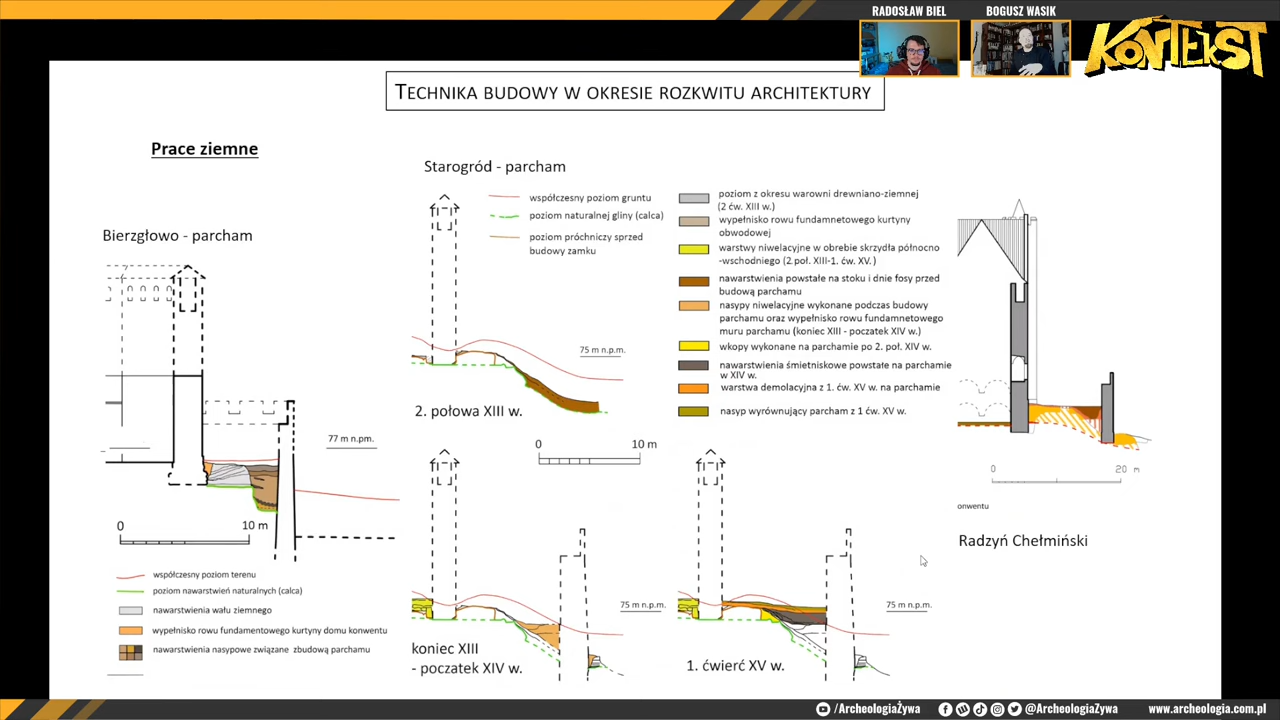 RADOSŁAW BIEL
BOGUSZ WASIK
KONTEKST
TECHNIKA BUDOWY W OKRESIE ROZKWITU ARCHITEKTURY
Prace ziemne
Starogród - parcham
współczesny poziom gruntu
poziom naturalnej gliny (calca)
poziom próchniczy sprzed
budowy zamku
poziom z okresu warowni drewniano-ziemnej
(2 ćw. XIII w.)
wypełnisko rowu fundamnetowego kurtyny
obwodowej
warstwy niwelacyjne w obrebie skrzydła północno
-wschodniego (2.poł. XIII-1. ćw. XV.)
nawarstwienia powstałe na stoku i dnie fosy przed
budową parchamu
nasypy niwelacyjne wykonane podczas budowy
parchamu oraz wypełnisko rowu fundamnetowego
muru parchamu (koniec XIII - poczatek XIV w.)
wkopy wykonane na parchamie po 2. poł. XIV w.
nawarstwienia śmietniskowe powstałe na parchamie
w XIV w.
warstwa demolacyjna z 1. ćw. XV w. na parchamie
nasyp wyrównujący parcham z 1 ćw. XV w.
Bierzgłowo - parcham
75 m n.p.m.
2. połowa XIII w.
0 10 m
77 m n.p.m.
0 10 m
współczesny poziom terenu
poziom nawarstwień naturalnych (calca)
nawarstwienia wału ziemnego
wypełnisko rowu fundamentowego kurtyny domu konwentu
nawarstwienia nasypowe związane zbudową parchamu
75 m n.p.m.
koniec XIII
- poczatek XIV w.
75 m n.p.m.
1. ćwierć XV w.
0 20 m
onwentu
Radzyń Chełmiński
/ArcheologiaŻywa
@ArcheologiaŻywa
www.archeologia.com.pl